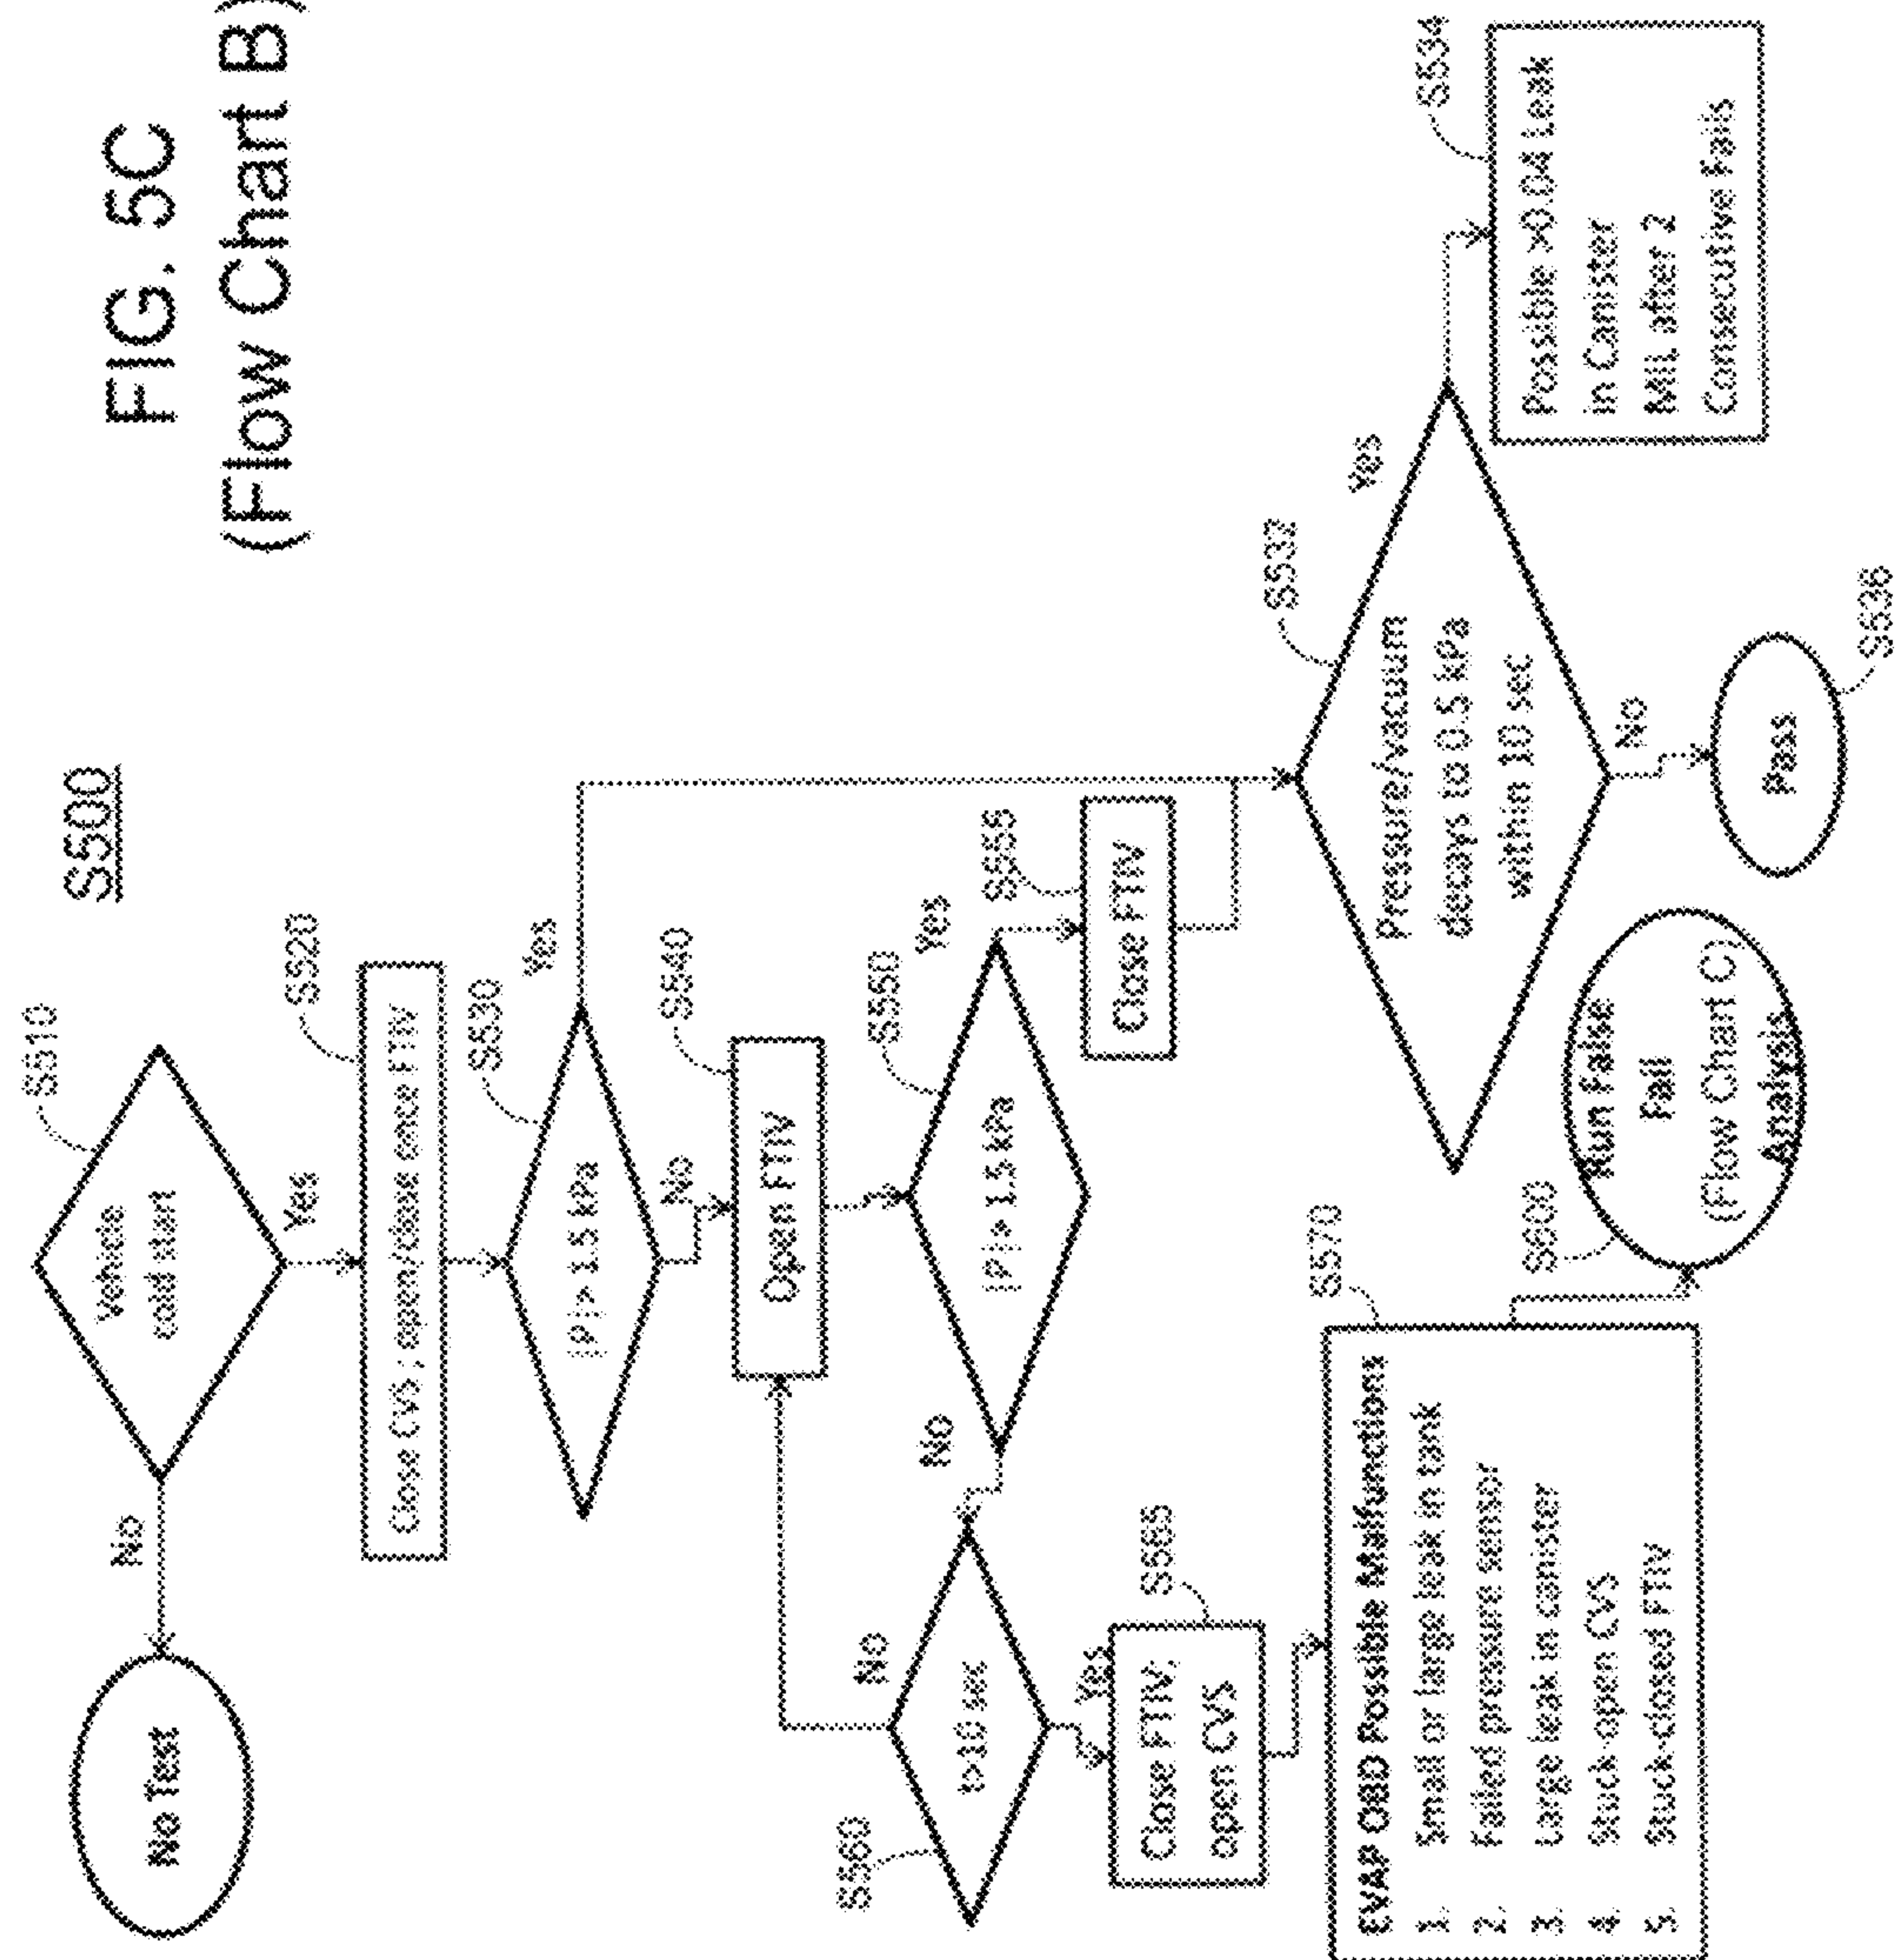 FIG. 5C
(Flow Chart B)
S500
S510
Vehicle
cold start
No
No Test
Yes
S520
Close CVS ; open/close once FTIV
S530
|P|> 1.5 kPa
Yes
No
S540
Open FTIV
S550
|P|> 1.5 kPa
Yes
S555
Close FTIV
No
S560
t>10 sec
No
Yes
S565
Close FTIV;
open CVS
S570
EVAP OBD Possible Malfunctions
1. Small or large leak in tank
2. Failed pressure sensor
3. Large leak in canister
4. Stuck-open CVS
5. Stuck-closed FTIV
S600
Run False
Fail
(Flow Chart C)
Analysis
S532
Pressure/vacuum
decays to 0.5 kPa
within 10 sec
Yes
S534
Possible >0.04 Leak
in Canister
MIL after 2
Consecutive Fails
No
Pass
S536